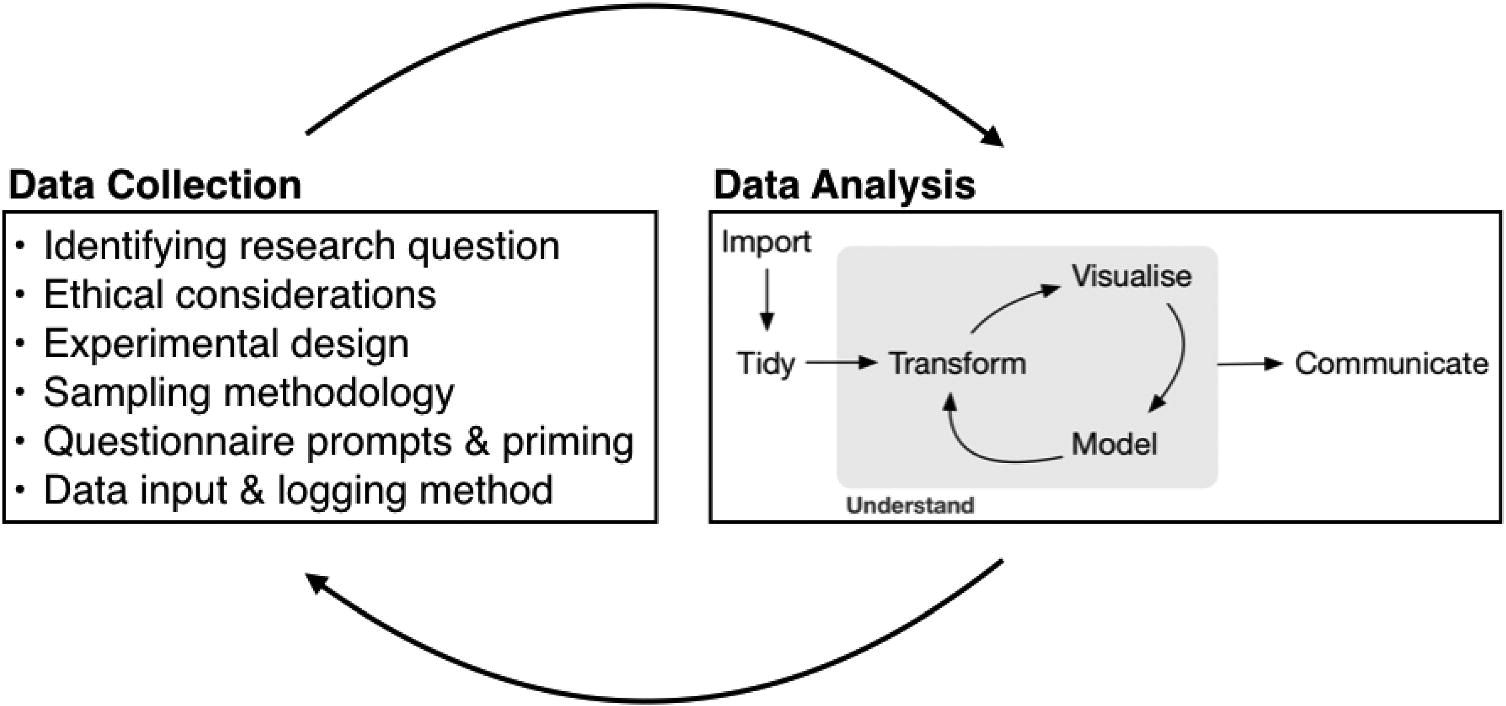 Data Collection
• Identifying research question
• Ethical considerations
• Experimental design
• Sampling methodology
• Questionnaire prompts & priming
• Data input & logging method
Data Analysis
Import
Tidy
Transform
Visualise
Model
Understand
Communicate